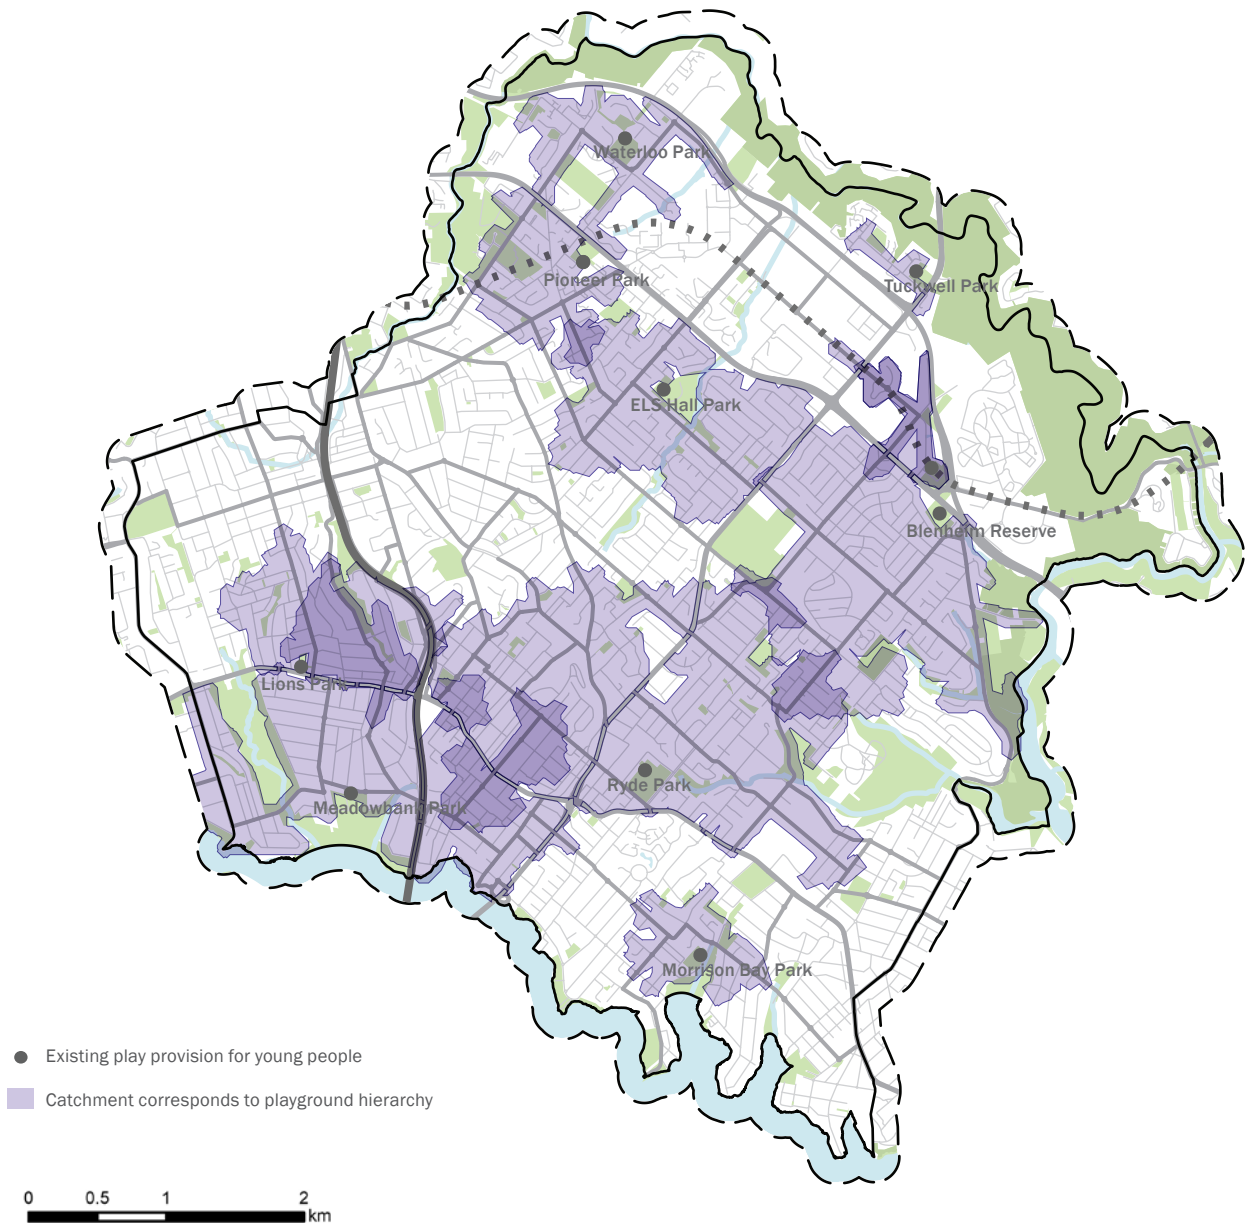 Waterloo Park
Pioneer Park
Tuckwell Park
ELS Hall Park
Blenheim Reserve
Lions Park
Ryde Park
Meadowbank Park
Morrison Bay Park
Existing play provision for young people
Catchment corresponds to playground hierarchy
0 0.5 1 2
km